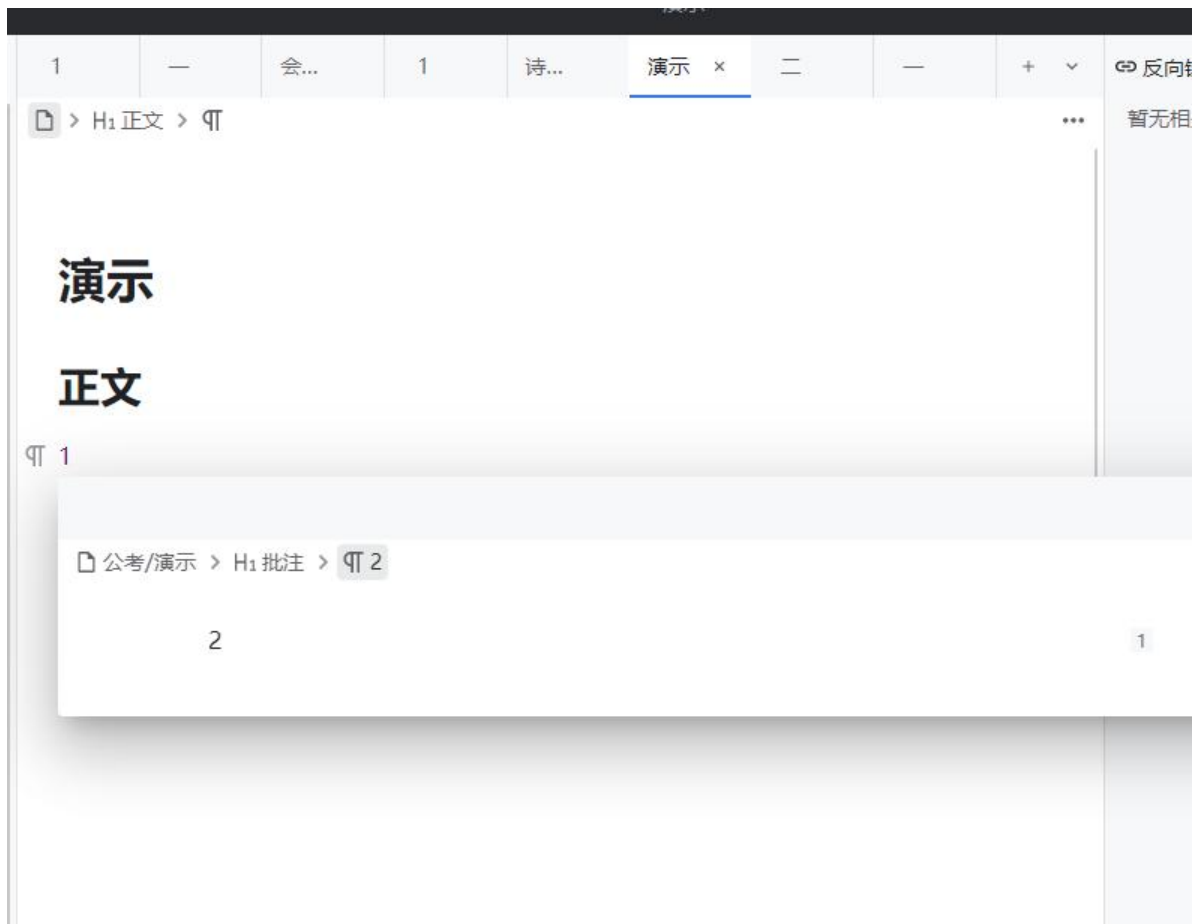 1 — 会... 1 诗... 演示 × 二 — +
反向
H1 正文 >
暂无相
演示
正文
1
公考/演示 > H1 批注 > 2
2
1